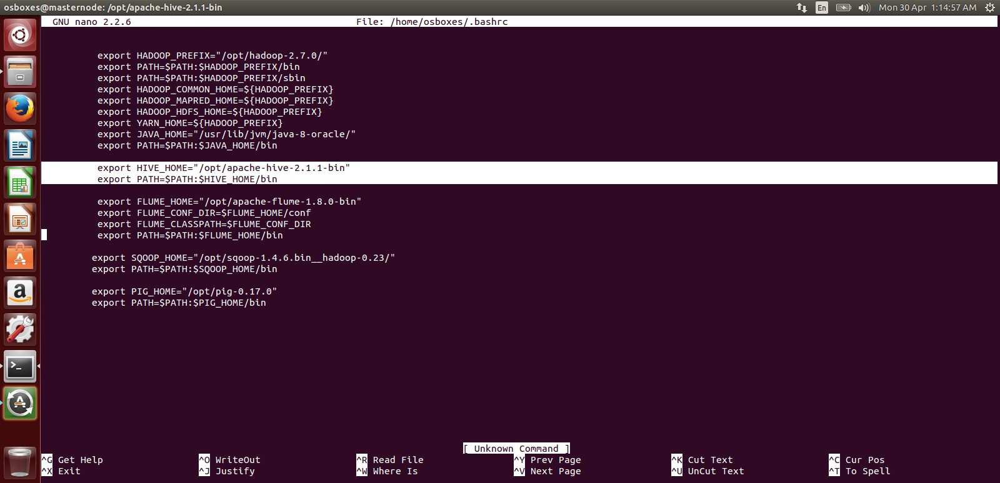 osboxes@masternode: /opt/apache-hive-2.1.1-bin
En
Mon 30 Apr 1:14:57 AM
GNU nano 2.2.6 File: /home/osboxes/.bashrc
export HADOOP_PREFIX="/opt/hadoop-2.7.0/"
export PATH=$PATH:$HADOOP_PREFIX/bin
export PATH=$PATH:$HADOOP_PREFIX/sbin
export HADOOP_COMMON_HOME=${HADOOP_PREFIX}
export HADOOP_MAPRED_HOME=${HADOOP_PREFIX}
export HADOOP_HDFS_HOME=${HADOOP_PREFIX}
export YARN_HOME=${HADOOP_PREFIX}
export JAVA_HOME="/usr/lib/jvm/java-8-oracle/"
export PATH=$PATH:$JAVA_HOME/bin
export HIVE_HOME="/opt/apache-hive-2.1.1-bin"
export PATH=$PATH:$HIVE_HOME/bin
export FLUME_HOME="/opt/apache-flume-1.8.0-bin"
export FLUME_CONF_DIR=$FLUME_HOME/conf
export FLUME_CLASSPATH=$FLUME_CONF_DIR
export PATH=$PATH:$FLUME_HOME/bin
export SQOOP_HOME="/opt/sqoop-1.4.6.bin__hadoop-0.23/"
export PATH=$PATH:$SQOOP_HOME/bin
export PIG_HOME="/opt/pig-0.17.0"
export PATH=$PATH:$PIG_HOME/bin
[ Unknown Command ]
^G Get Help ^O WriteOut ^R Read File ^Y Prev Page ^K Cut Text ^C Cur Pos
^X Exit ^J Justify ^W Where Is ^V Next Page ^U UnCut Text ^T To Spell